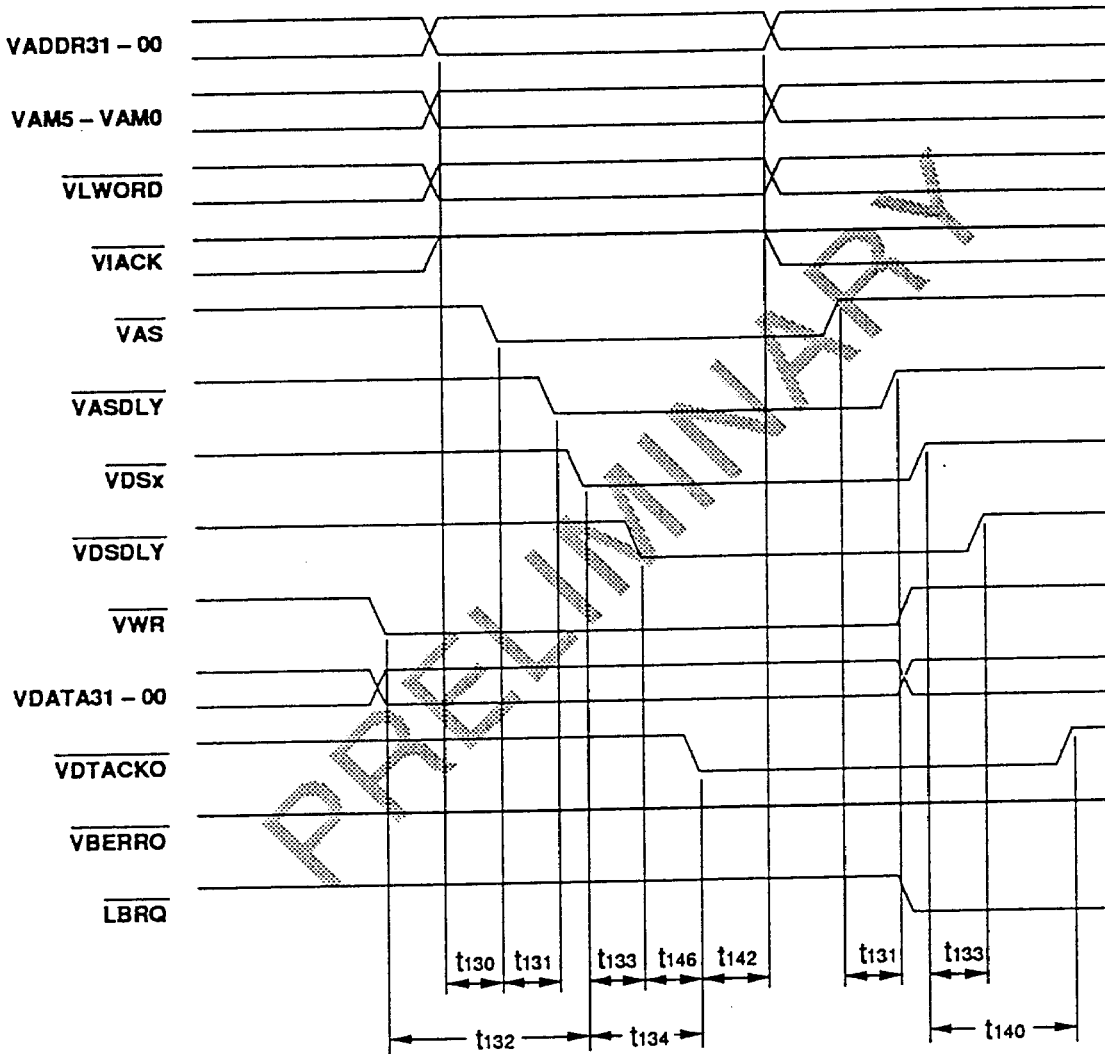 VADDR31 – 00
VAM5 – VAM0
VLWORD
VIACK
VAS
VASDLY
VDSx
VDSDLY
VWR
VDATA31 – 00
VDTACKO
VBERRO
LBRQ
PRELIMINARY
t130 t131 t133 t146 t142 t131 t133
t132 t134 t140